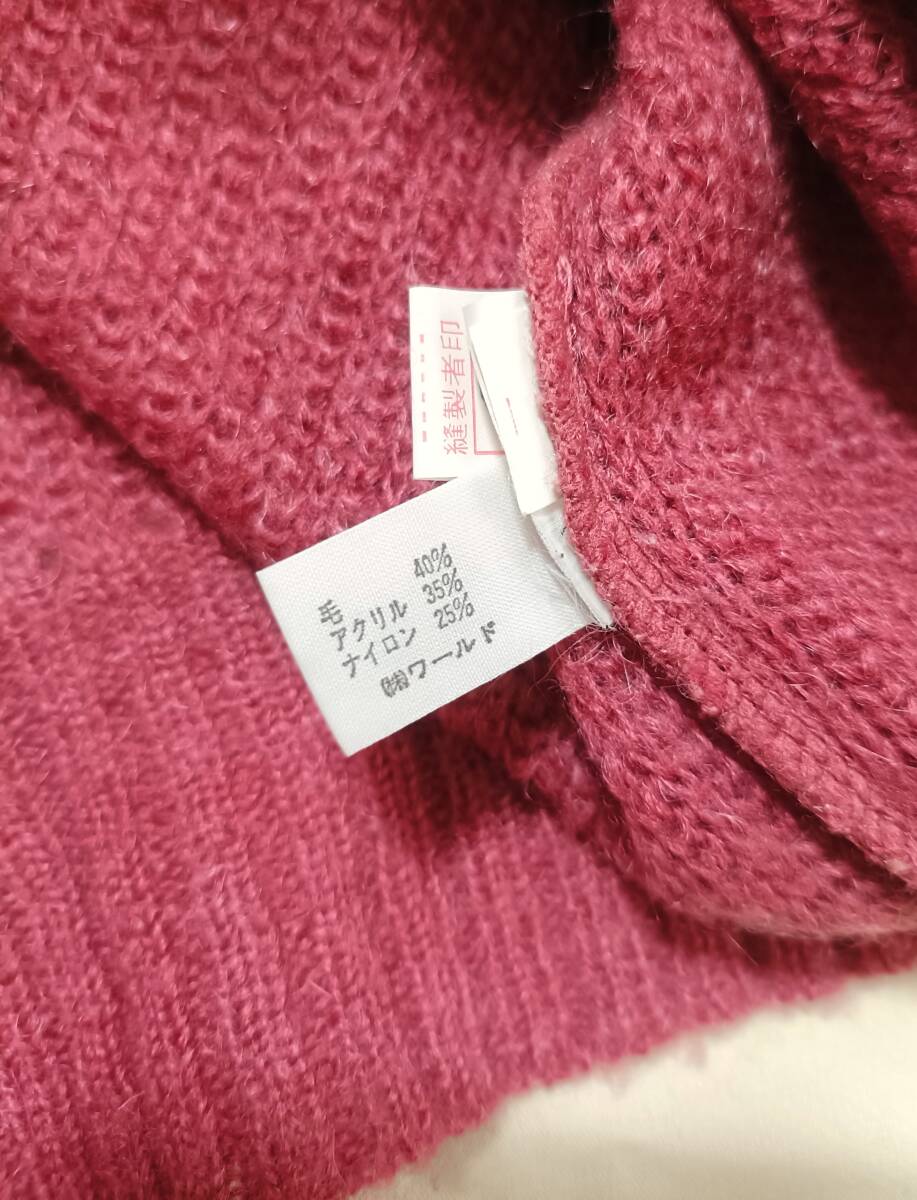 縫製者印
毛 40%
アクリル 35%
ナイロン 25%
㈱ワールド